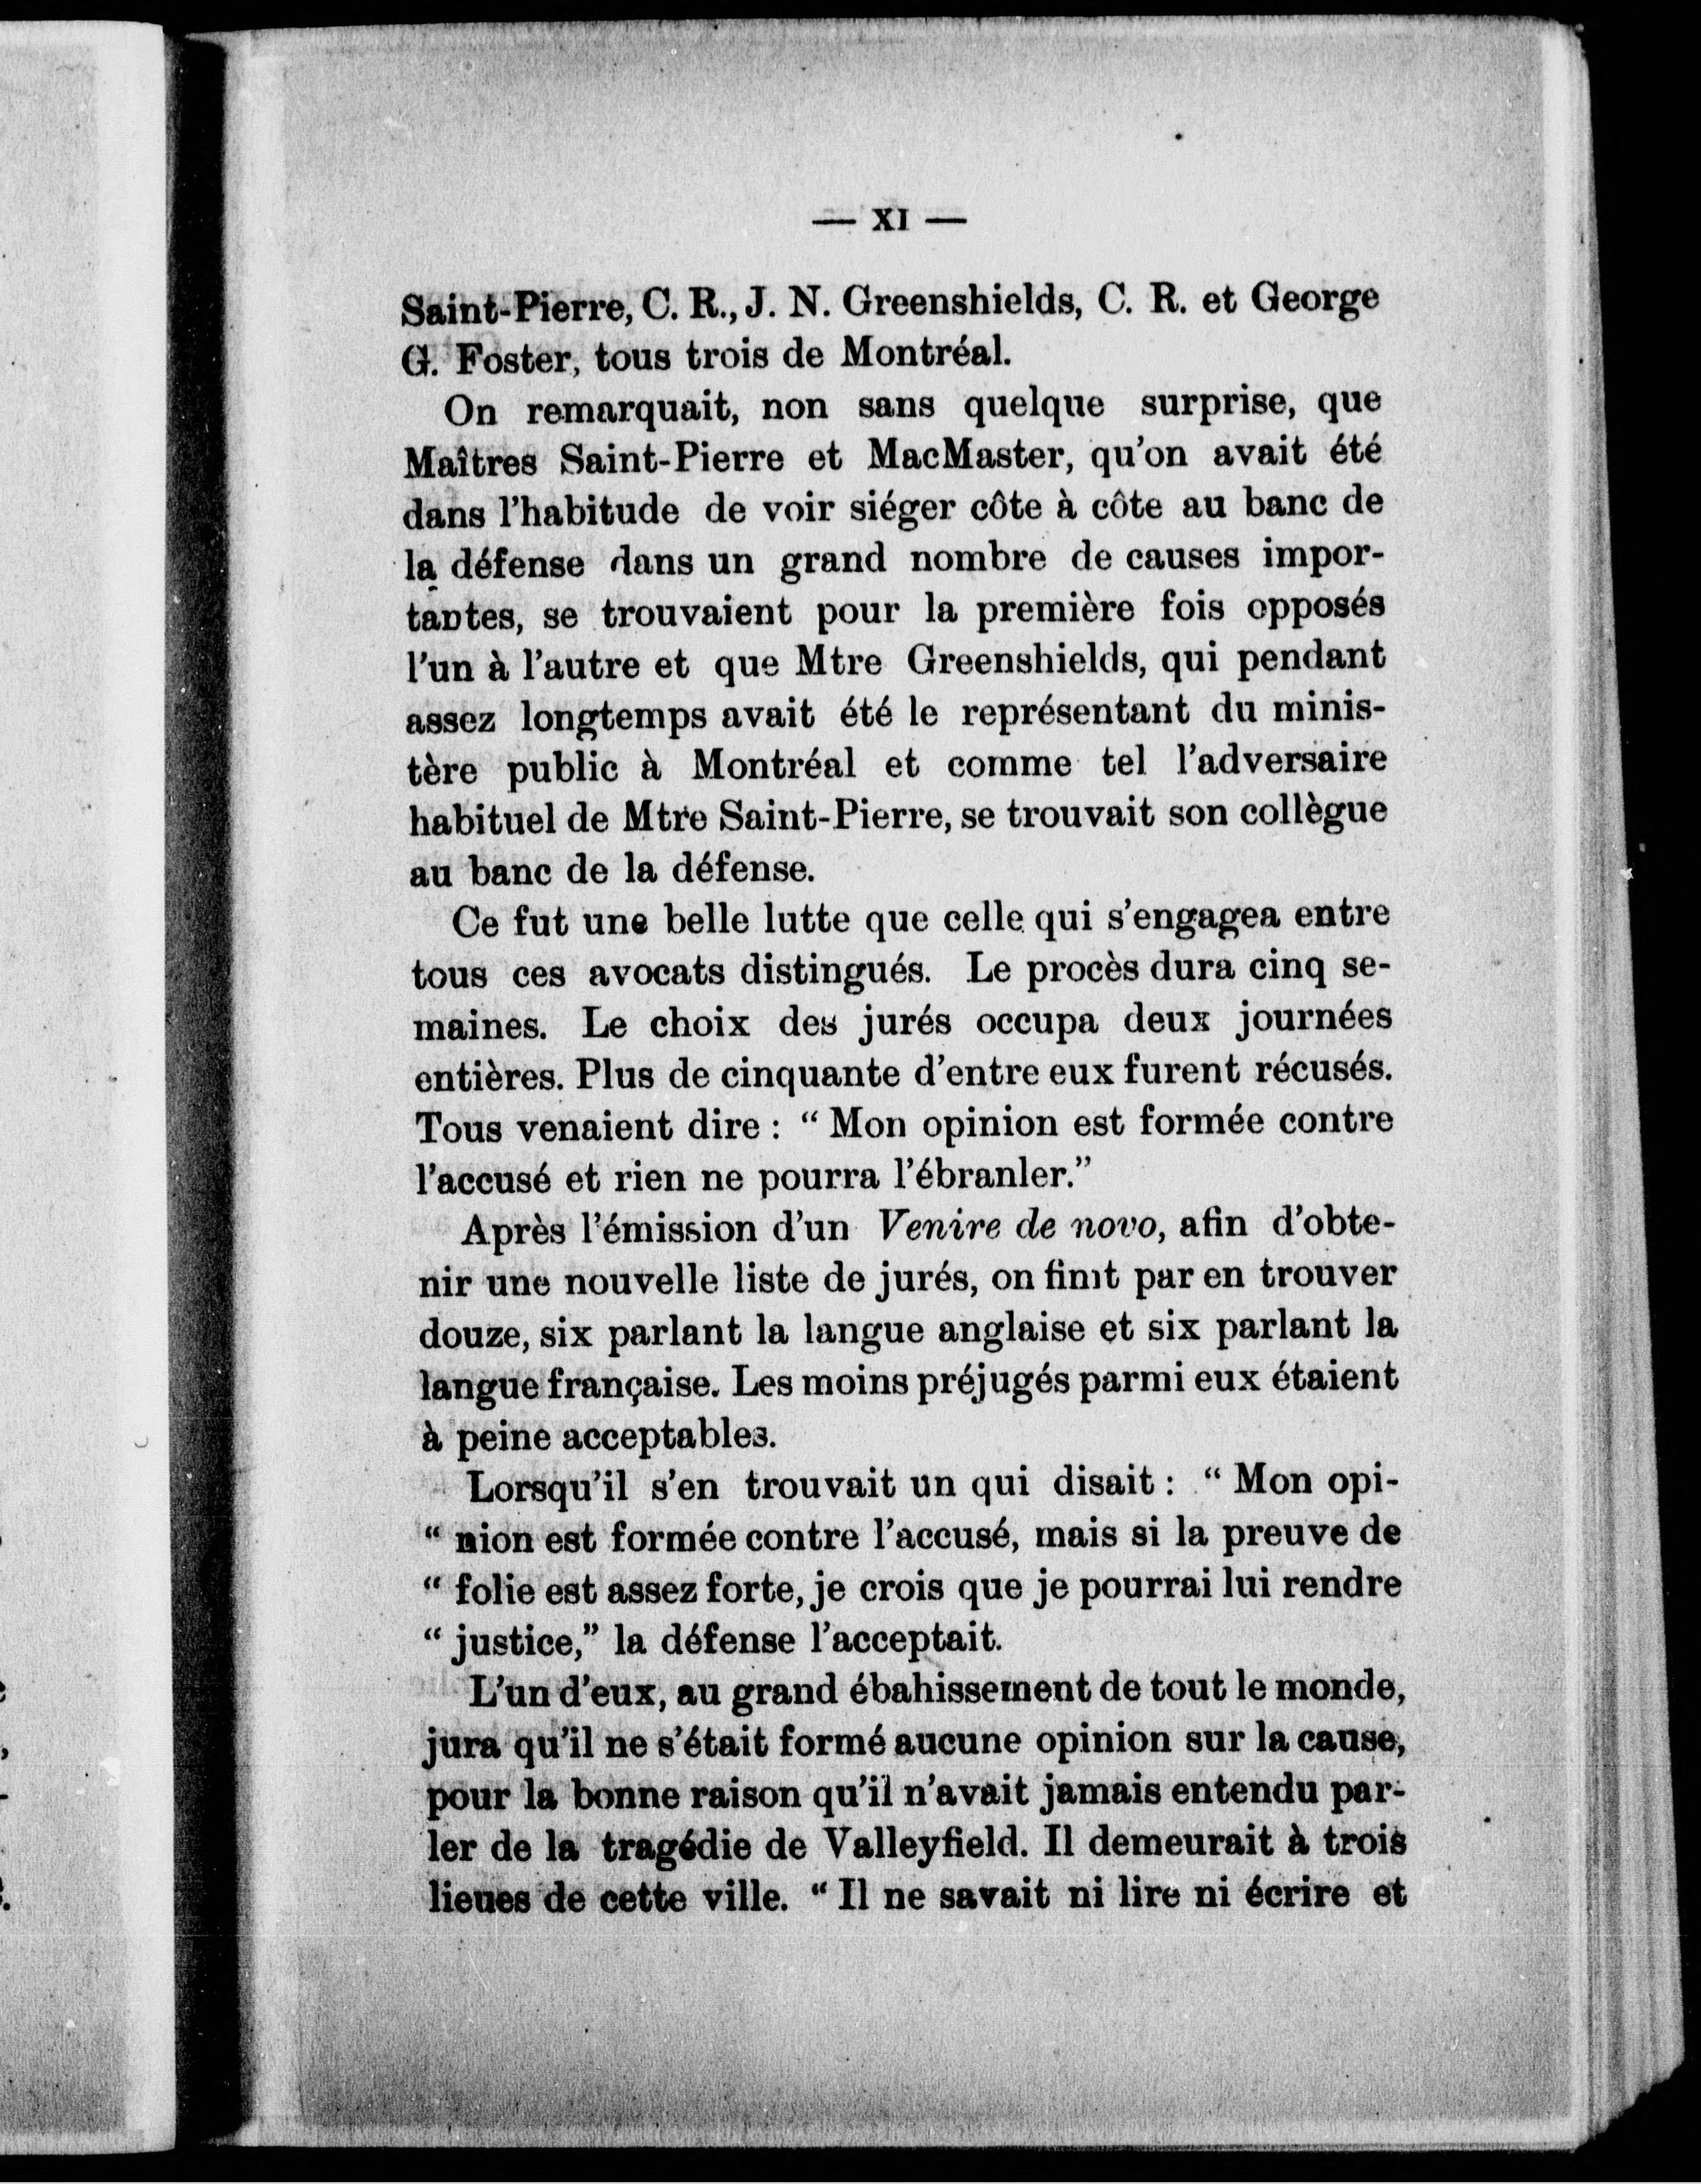 — XI —
Saint-Pierre, C. R., J. N. Greenshields, C. R. et George
G. Foster, tous trois de Montréal.
On remarquait, non sans quelque surprise, que
Maîtres Saint-Pierre et MacMaster, qu'on avait été
dans l'habitude de voir siéger côte à côte au banc de
la défense dans un grand nombre de causes impor-
tantes, se trouvaient pour la première fois opposés
l'un à l'autre et que Mtre Greenshields, qui pendant
assez longtemps avait été le représentant du minis-
tère public à Montréal et comme tel l'adversaire
habituel de Mtre Saint-Pierre, se trouvait son collègue
au banc de la défense.
Ce fut une belle lutte que celle qui s'engagea entre
tous ces avocats distingués. Le procès dura cinq se-
maines. Le choix des jurés occupa deux journées
entières. Plus de cinquante d'entre eux furent récusés.
Tous venaient dire : “ Mon opinion est formée contre
l'accusé et rien ne pourra l'ébranler.”
Après l'émission d'un Venire de novo, afin d'obte-
nir une nouvelle liste de jurés, on finit par en trouver
douze, six parlant la langue anglaise et six parlant la
langue française. Les moins préjugés parmi eux étaient
à peine acceptables.
Lorsqu'il s'en trouvait un qui disait : “ Mon opi-
“ nion est formée contre l'accusé, mais si la preuve de
“ folie est assez forte, je crois que je pourrai lui rendre
“ justice,” la défense l'acceptait.
L'un d'eux, au grand ébahissement de tout le monde,
jura qu'il ne s'était formé aucune opinion sur la cause,
pour la bonne raison qu'il n'avait jamais entendu par-
ler de la tragédie de Valleyfield. Il demeurait à trois
lieues de cette ville. “ Il ne savait ni lire ni écrire et